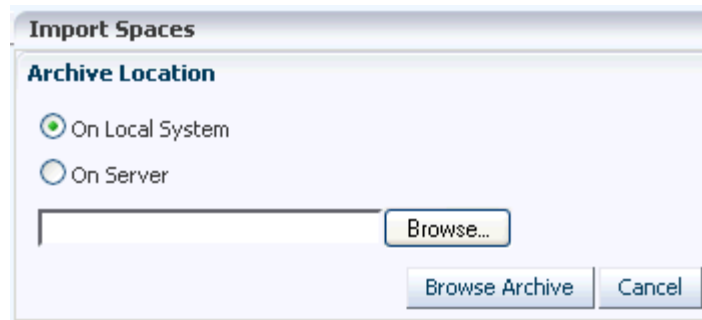 Import Spaces
Archive Location
On Local System
On Server
Browse...
Browse Archive Cancel